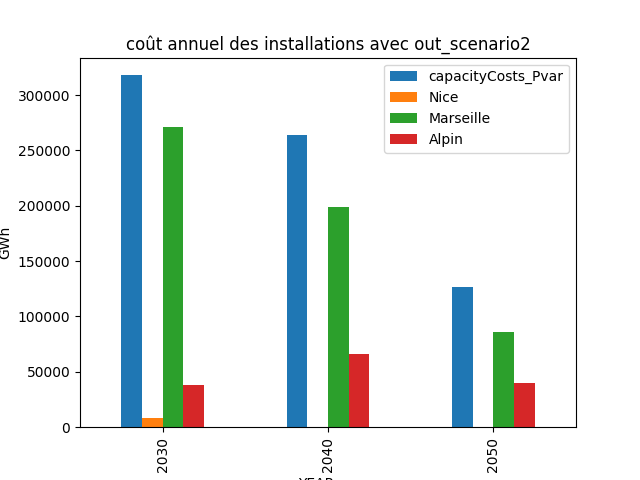 coût annuel des installations avec out_scenario2
capacityCosts_Pvar
Nice
Marseille
Alpin
GWh
300000
250000
200000
150000
100000
50000
0
2030
2040
2050
YEAR